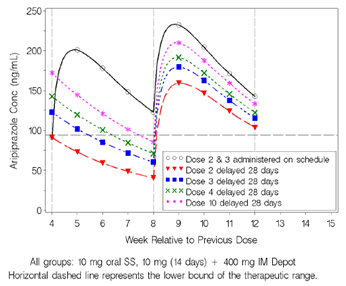 250
200
150
100
50
0
Aripiprazole Conc (ng/mL)
Dose 2 & 3 administered on schedule
Dose 2 delayed 28 days
Dose 3 delayed 28 days
Dose 4 delayed 28 days
Dose 10 delayed 28 days
4 5 6 7 8 9 10 11 12 13 14 15
Week Relative to Previous Dose
All groups: 10 mg oral SS, 10 mg (14 days) + 400 mg IM Depot
Horizontal dashed line represents the lower bound of the therapeutic range.